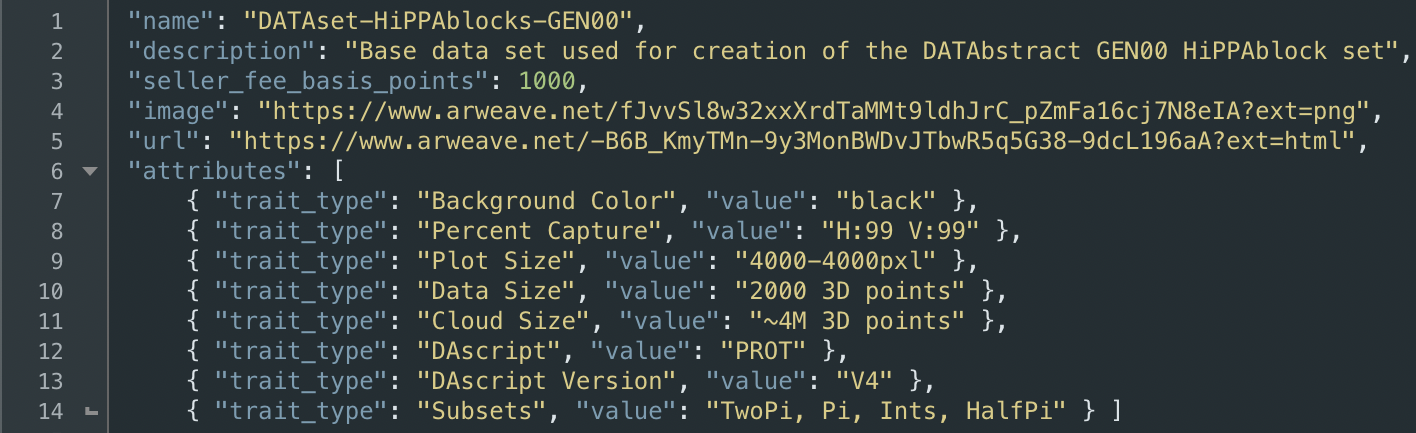 1 "name": "DATAset-HiPPAblocks-GEN00",
2 "description": "Base data set used for creation of the DATAbstract GEN00 HiPPAblock set",
3 "seller_fee_basis_points": 1000,
4 "image": "https://www.arweave.net/fJvvSl8w32xxXrdTaMMt9ldhJrC_pZmFa16cj7N8eIA?ext=png",
5 "url": "https://www.arweave.net/-B6B_KmyTMn-9y3MonBWDvJTbwR5q5G38-9dcL196aA?ext=html",
6 "attributes": [
7 { "trait_type": "Background Color", "value": "black" },
8 { "trait_type": "Percent Capture", "value": "H:99 V:99" },
9 { "trait_type": "Plot Size", "value": "4000-4000pxl" },
10 { "trait_type": "Data Size", "value": "2000 3D points" },
11 { "trait_type": "Cloud Size", "value": "~4M 3D points" },
12 { "trait_type": "DAscript", "value": "PROT" },
13 { "trait_type": "DAscript Version", "value": "V4" },
14 { "trait_type": "Subsets", "value": "TwoPi, Pi, Ints, HalfPi" } ]